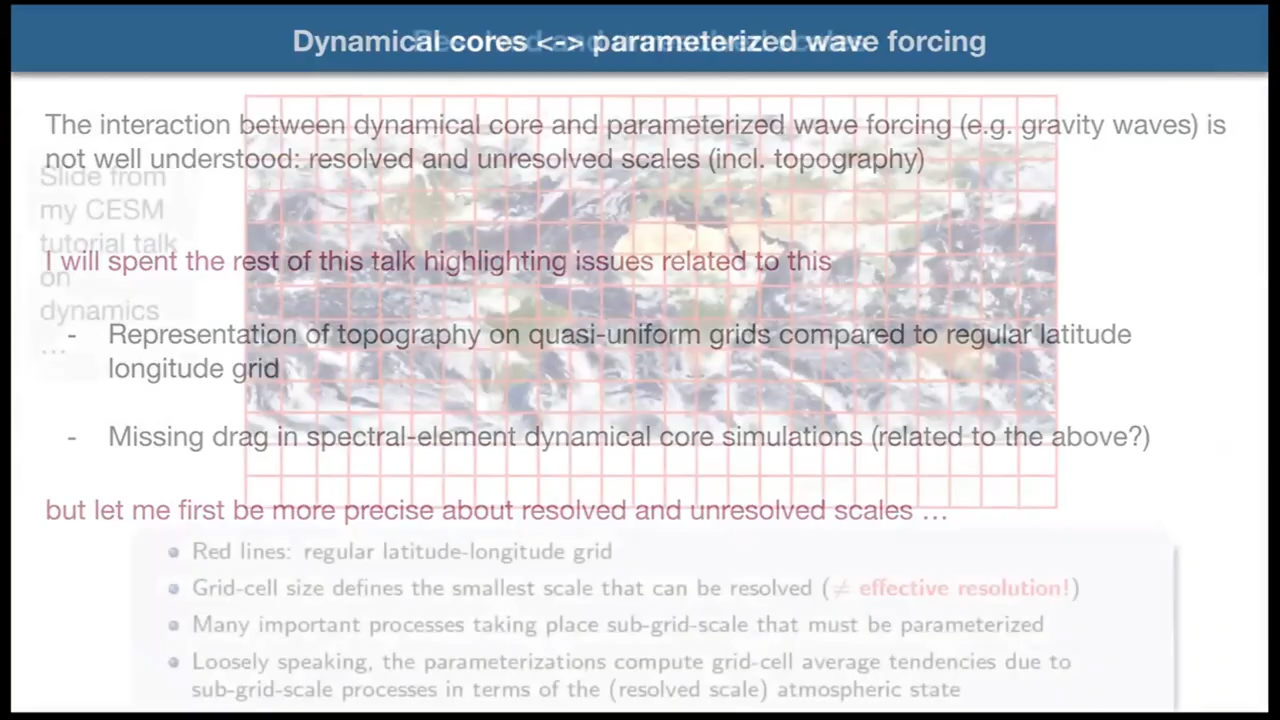 Dynamical cores <-> parameterized wave forcing
The interaction between dynamical core and parameterized wave forcing (e.g. gravity waves) is
not well understood: resolved and unresolved scales (incl. topography)
Slide from
my CESM
tutorial talk
on
dynamics
...
I will spent the rest of this talk highlighting issues related to this
- Representation of topography on quasi-uniform grids compared to regular latitude
longitude grid
- Missing drag in spectral-element dynamical core simulations (related to the above?)
but let me first be more precise about resolved and unresolved scales ...
• Red lines: regular latitude-longitude grid
• Grid-cell size defines the smallest scale that can be resolved (≠ effective resolution!)
• Many important processes taking place sub-grid-scale that must be parameterized
• Loosely speaking, the parameterizations compute grid-cell average tendencies due to
sub-grid-scale processes in terms of the (resolved scale) atmospheric state